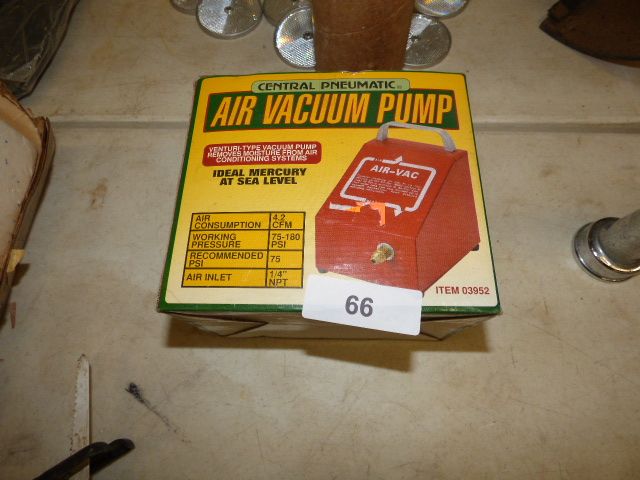 CENTRAL PNEUMATIC®
AIR VACUUM PUMP
VENTURI-TYPE VACUUM PUMP
REMOVES MOISTURE FROM AIR
CONDITIONING SYSTEMS
IDEAL MERCURY
AT SEA LEVEL
AIR CONSUMPTION 4.2 CFM
WORKING PRESSURE 75-180 PSI
RECOMMENDED PSI 75
AIR INLET 1/4" NPT
AIR-VAC
ITEM 03952
66